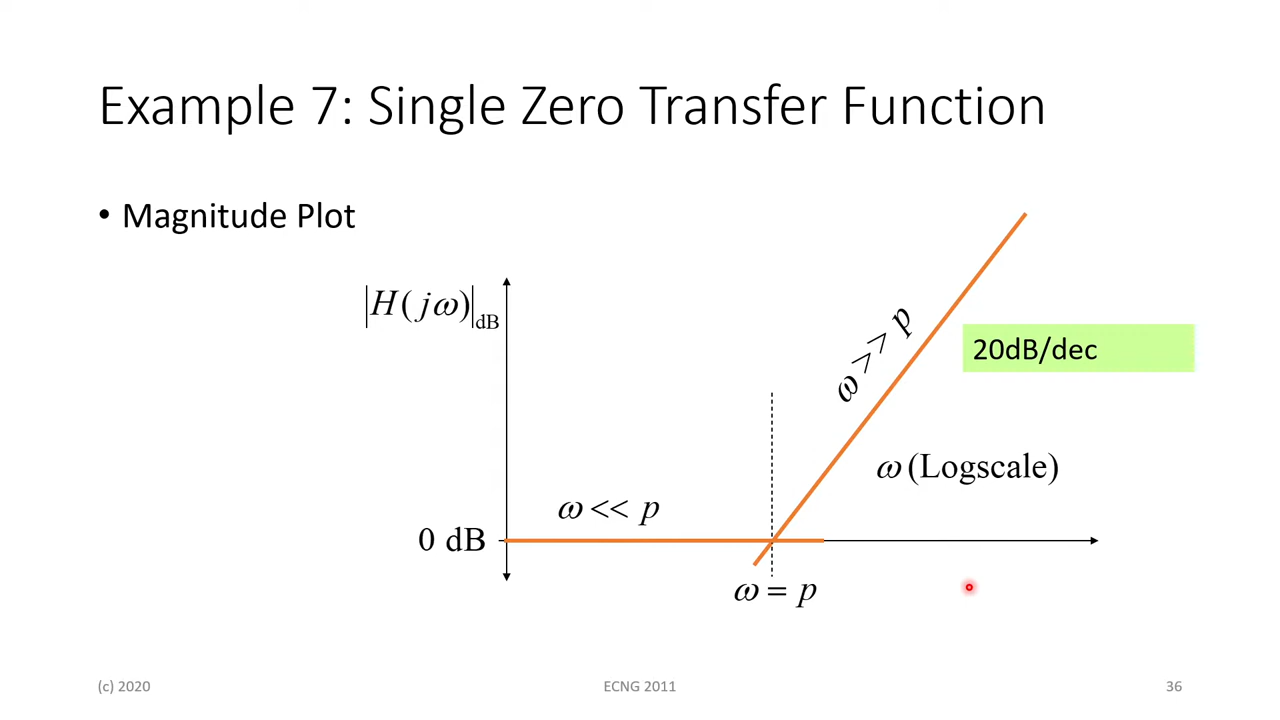 Example 7: Single Zero Transfer Function
• Magnitude Plot
|H(jω)|dB
ω >> p
20dB/dec
ω (Logscale)
ω << p
0 dB
ω = p
(c) 2020
ECNG 2011
36